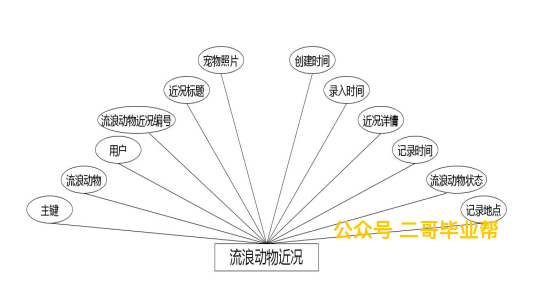 宠物照片
创建时间
近况标题
录入时间
流浪动物近况编号
近况详情
用户
记录时间
流浪动物
流浪动物状态
主键
记录地点
公众号 二哥毕业帮
流浪动物近况